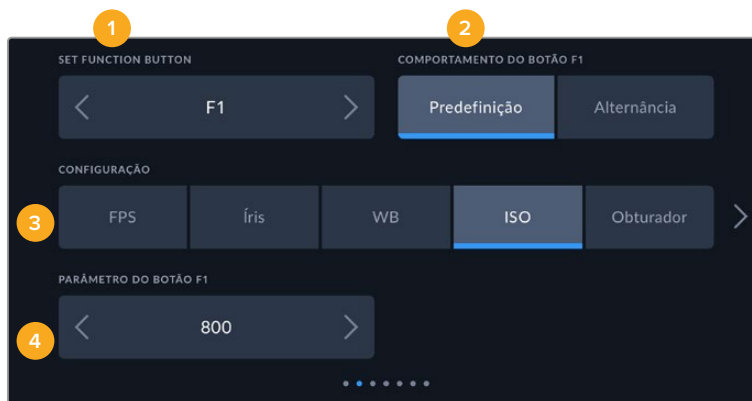 1
2
SET FUNCTION BUTTON
COMPORTAMENTO DO BOTÃO F1
F1
Predefinição
Alternância
CONFIGURAÇÃO
3
FPS
Íris
WB
ISO
Obturador
PARÂMETRO DO BOTÃO F1
4
800